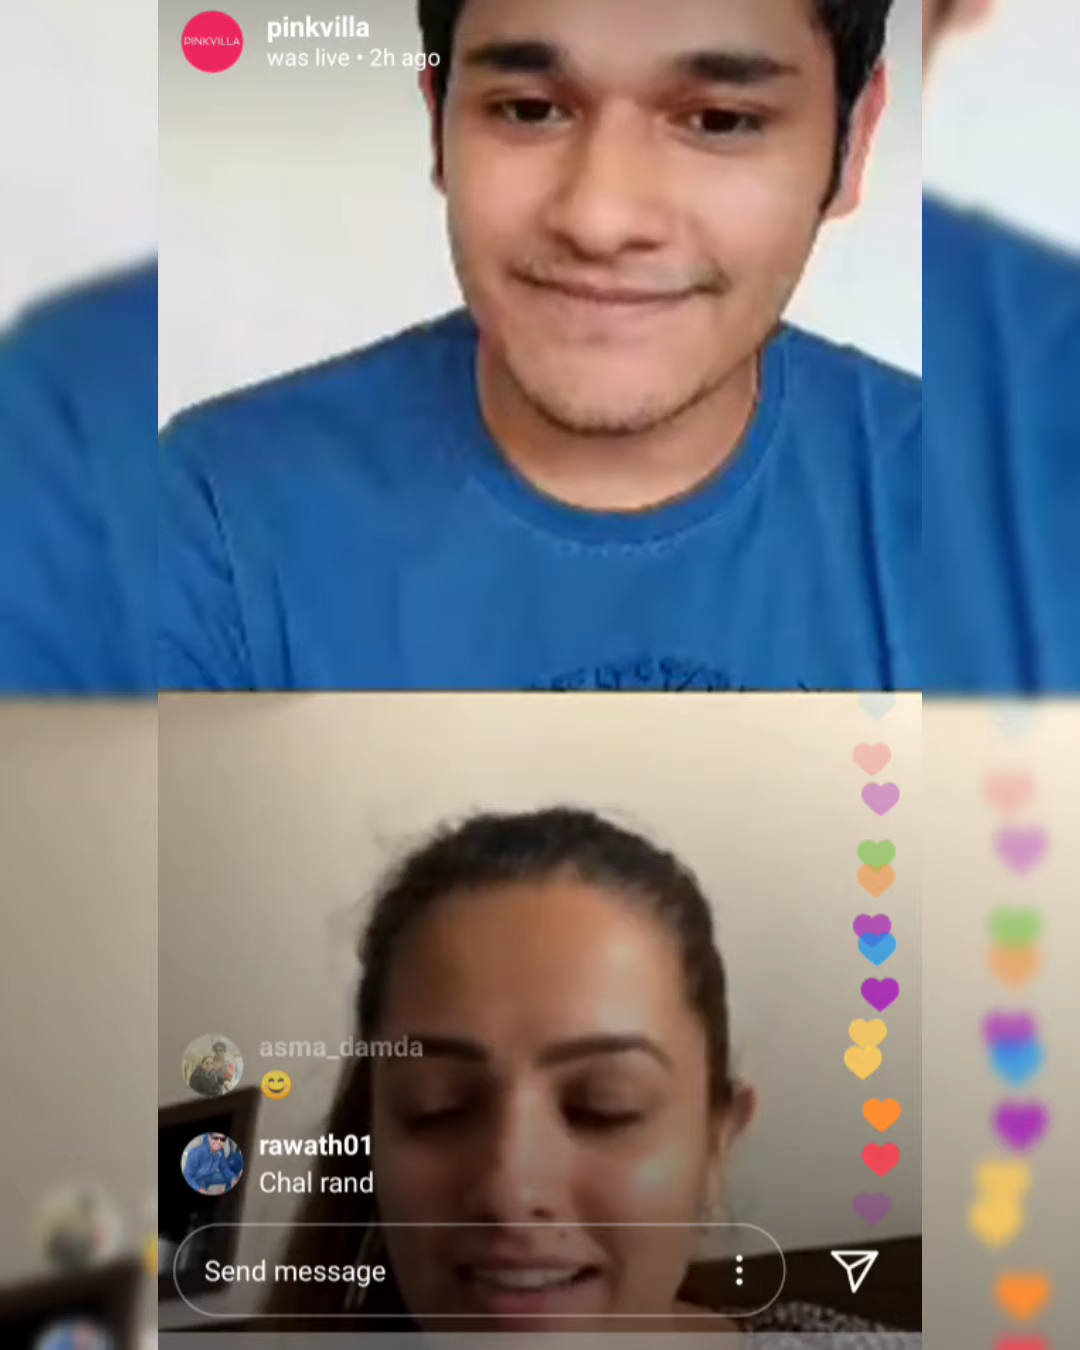 PINKVILLA
pinkvilla
was live • 2h ago
asma_damda
😊
rawath01
Chal rand
Send message